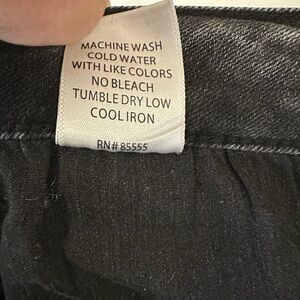 MACHINE WASH
COLD WATER
WITH LIKE COLORS
NO BLEACH
TUMBLE DRY LOW
COOL IRON
RN# 85555